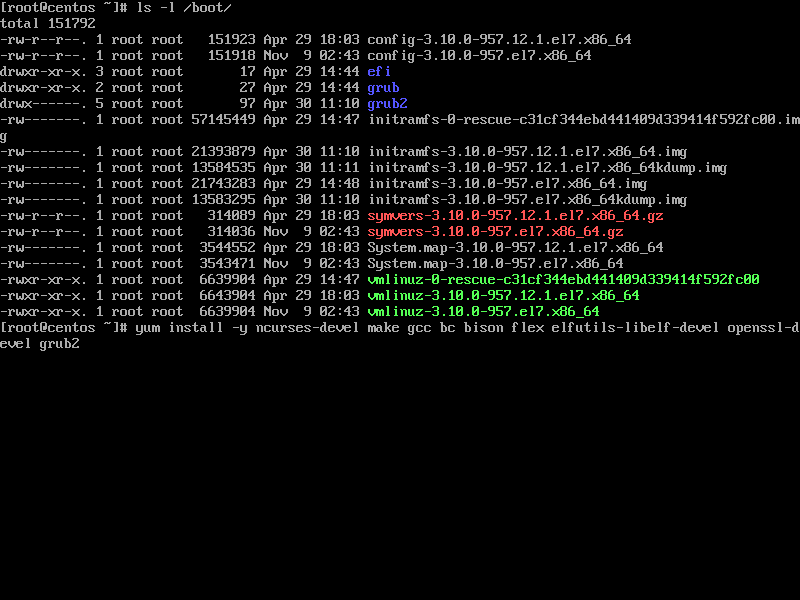 [root@centos ~]# ls -l /boot/
total 151792
-rw-r--r--. 1 root root   151923 Apr 29 18:03 config-3.10.0-957.12.1.el7.x86_64
-rw-r--r--. 1 root root   151918 Nov  9 02:43 config-3.10.0-957.el7.x86_64
drwxr-xr-x. 3 root root       17 Apr 29 14:44 efi
drwxr-xr-x. 2 root root       27 Apr 29 14:44 grub
drwx------. 5 root root       97 Apr 30 11:10 grub2
-rw-------. 1 root root 57145449 Apr 29 14:47 initramfs-0-rescue-c31cf344ebd441409d339414f592fc00.im
g
-rw-------. 1 root root 21393879 Apr 30 11:10 initramfs-3.10.0-957.12.1.el7.x86_64.img
-rw-------. 1 root root 13584535 Apr 30 11:11 initramfs-3.10.0-957.12.1.el7.x86_64kdump.img
-rw-------. 1 root root 21743283 Apr 29 14:48 initramfs-3.10.0-957.el7.x86_64.img
-rw-------. 1 root root 13583295 Apr 30 11:10 initramfs-3.10.0-957.el7.x86_64kdump.img
-rw-r--r--. 1 root root   314089 Apr 29 18:03 symvers-3.10.0-957.12.1.el7.x86_64.gz
-rw-r--r--. 1 root root   314036 Nov  9 02:43 symvers-3.10.0-957.el7.x86_64.gz
-rw-------. 1 root root  3544552 Apr 29 18:03 System.map-3.10.0-957.12.1.el7.x86_64
-rw-------. 1 root root  3543471 Nov  9 02:43 System.map-3.10.0-957.el7.x86_64
-rwxr-xr-x. 1 root root  6639904 Apr 29 14:47 vmlinuz-0-rescue-c31cf344ebd441409d339414f592fc00
-rwxr-xr-x. 1 root root  6643904 Apr 29 18:03 vmlinuz-3.10.0-957.12.1.el7.x86_64
-rwxr-xr-x. 1 root root  6639904 Nov  9 02:43 vmlinuz-3.10.0-957.el7.x86_64
[root@centos ~]# yum install -y ncurses-devel make gcc bc bison flex elfutils-libelf-devel openssl-d
evel grub2